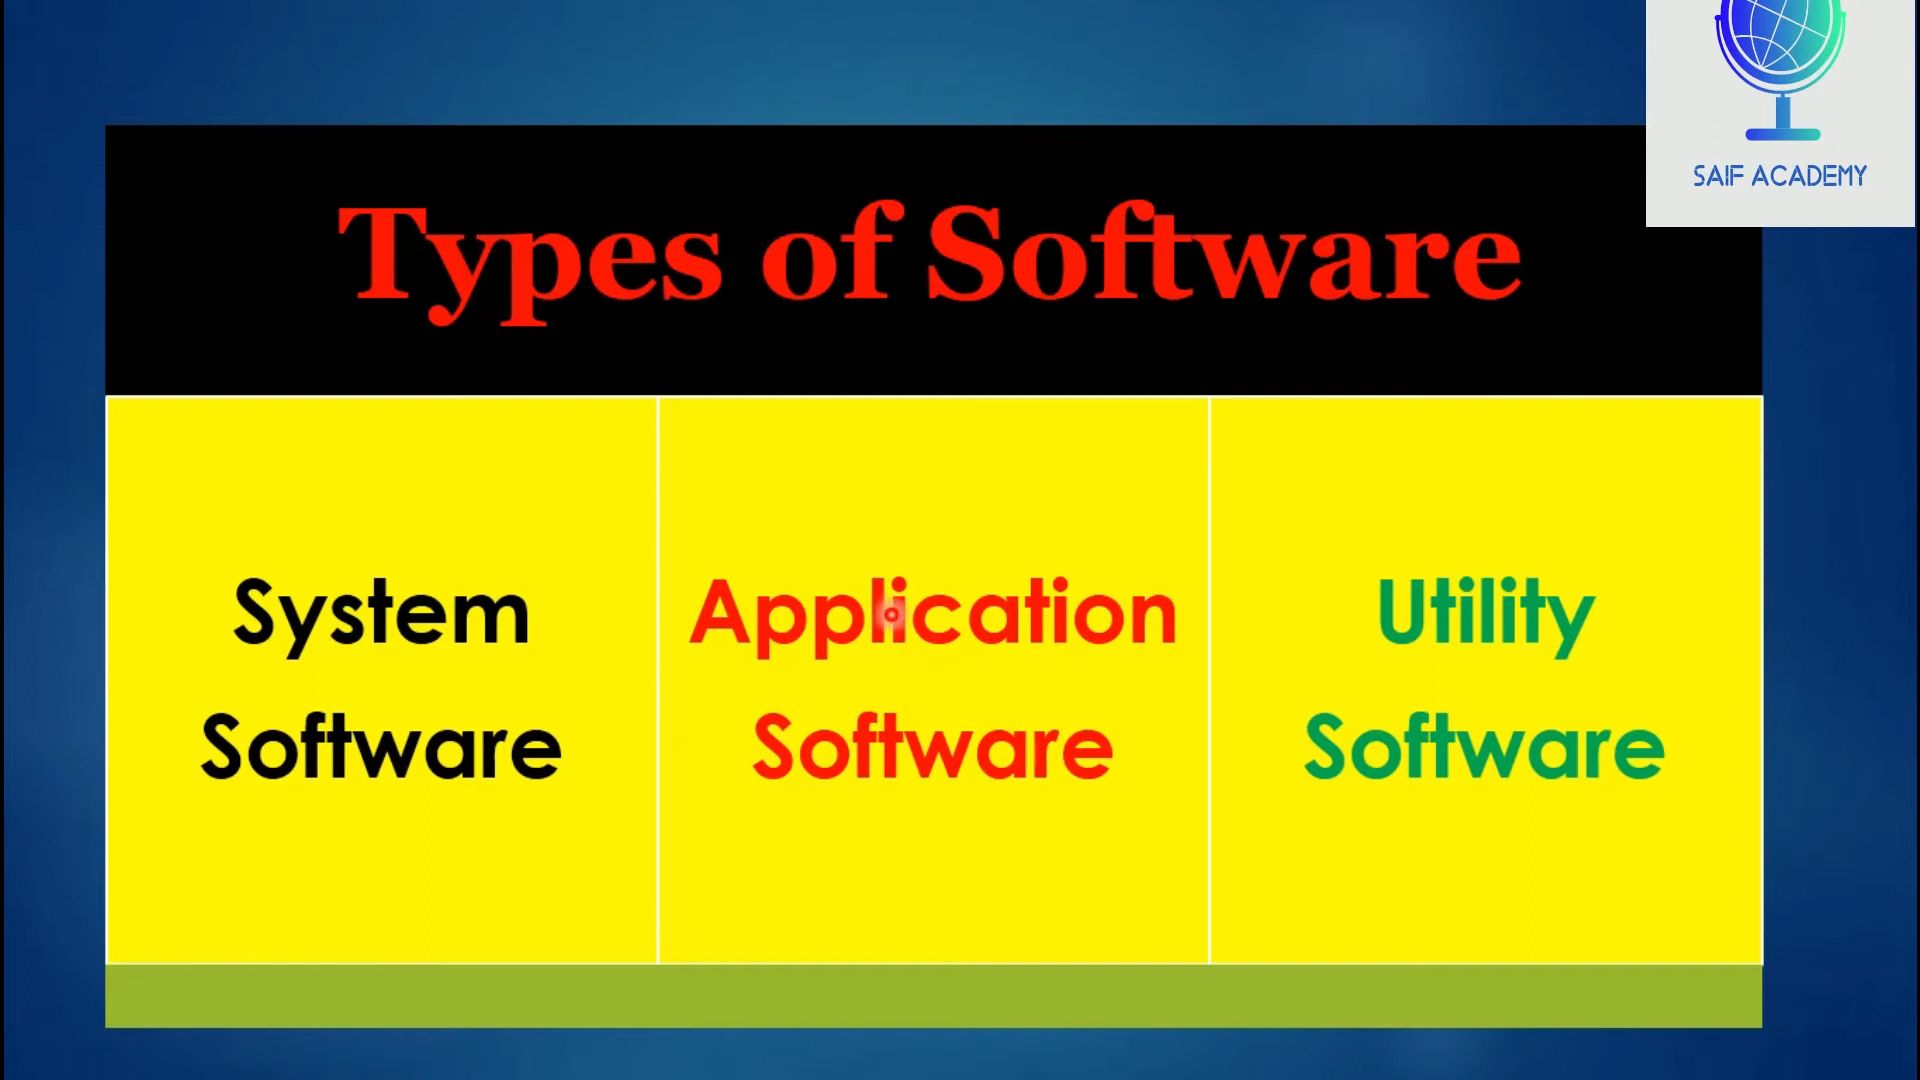 SAIF ACADEMY
Types of Software
System
Software
Application
Software
Utility
Software